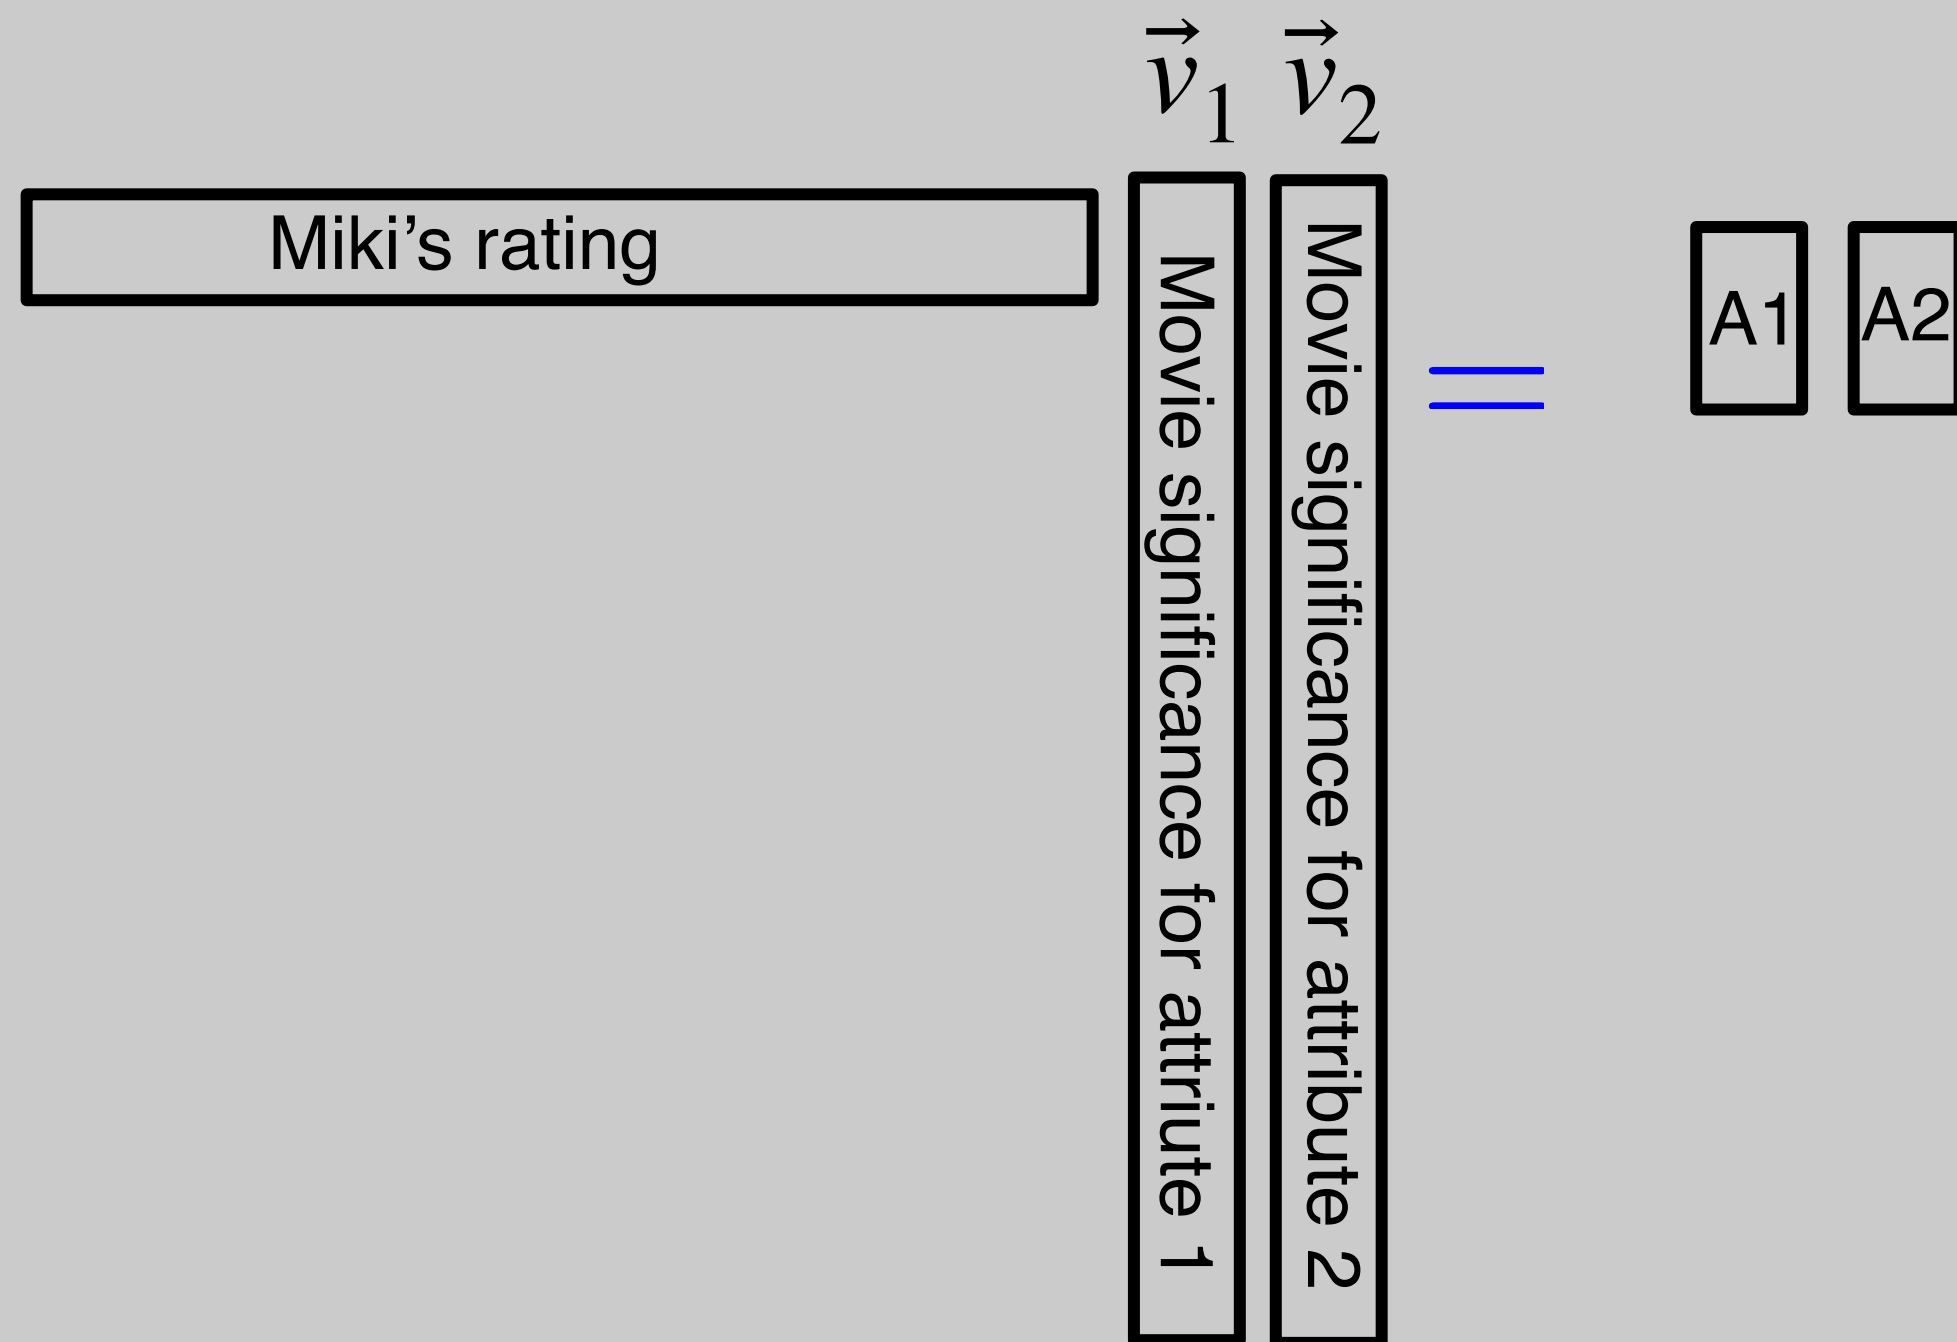 v⃗1 v⃗2
Miki’s rating
Movie significance for attriute 1
Movie significance for attribute 2
=
A1
A2